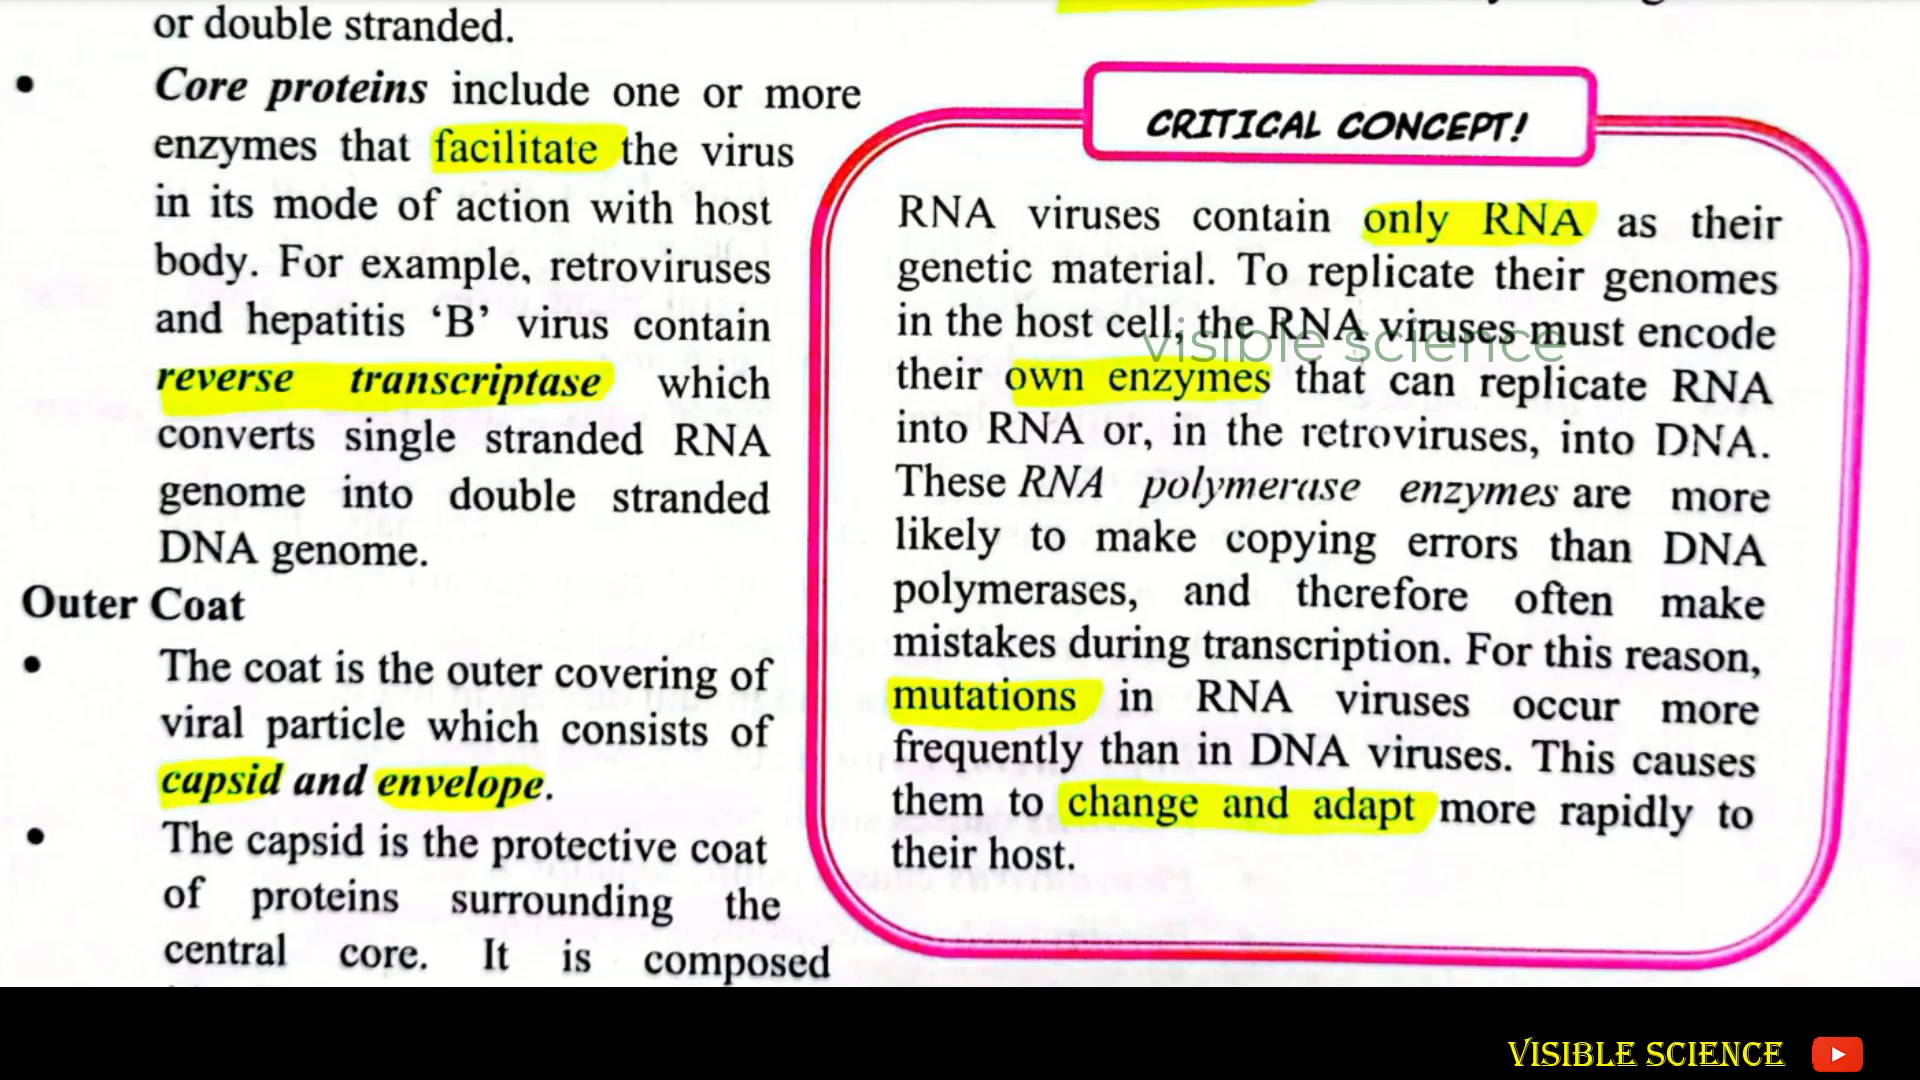 or double stranded.
• Core proteins include one or more
enzymes that facilitate the virus
in its mode of action with host
body. For example, retroviruses
and hepatitis ‘B’ virus contain
reverse transcriptase which
converts single stranded RNA
genome into double stranded
DNA genome.
Outer Coat
• The coat is the outer covering of
viral particle which consists of
capsid and envelope.
• The capsid is the protective coat
of proteins surrounding the
central core. It is composed
CRITICAL CONCEPT!
RNA viruses contain only RNA as their
genetic material. To replicate their genomes
in the host cell, the RNA viruses must encode
their own enzymes that can replicate RNA
into RNA or, in the retroviruses, into DNA.
These RNA polymerase enzymes are more
likely to make copying errors than DNA
polymerases, and therefore often make
mistakes during transcription. For this reason,
mutations in RNA viruses occur more
frequently than in DNA viruses. This causes
them to change and adapt more rapidly to
their host.
visible science
VISIBLE SCIENCE